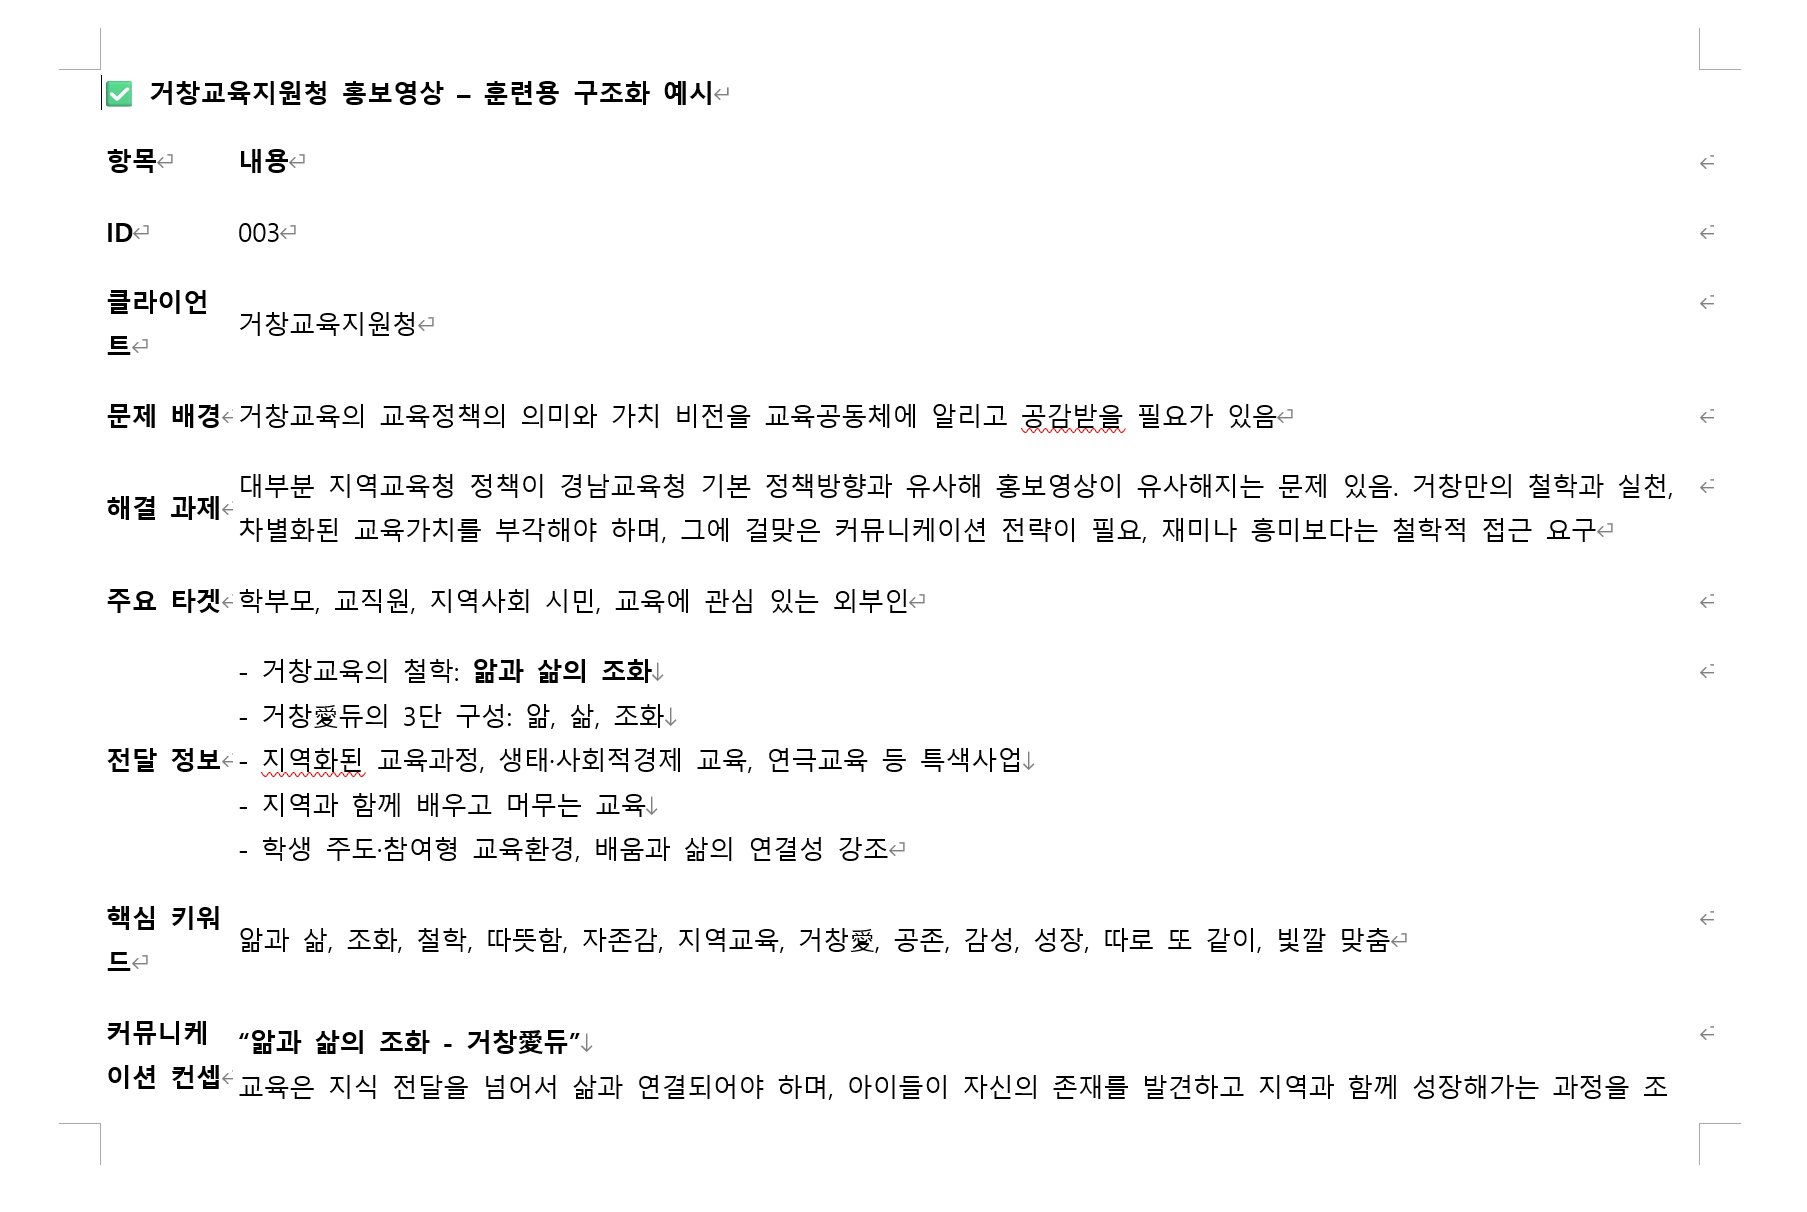 ✅ 거창교육지원청 홍보영상 – 훈련용 구조화 예시
항목 내용
ID 003
클라이언
트
거창교육지원청
문제 배경 거창교육의 교육정책의 의미와 가치 비전을 교육공동체에 알리고 공감받을 필요가 있음
해결 과제
대부분 지역교육청 정책이 경남교육청 기본 정책방향과 유사해 홍보영상이 유사해지는 문제 있음. 거창만의 철학과 실천,
차별화된 교육가치를 부각해야 하며, 그에 걸맞은 커뮤니케이션 전략이 필요, 재미나 흥미보다는 철학적 접근 요구
주요 타겟 학부모, 교직원, 지역사회 시민, 교육에 관심 있는 외부인
전달 정보
- 거창교육의 철학: 앎과 삶의 조화
- 거창愛듀의 3단 구성: 앎, 삶, 조화
- 지역화된 교육과정, 생태·사회적경제 교육, 연극교육 등 특색사업
- 지역과 함께 배우고 머무는 교육
- 학생 주도·참여형 교육환경, 배움과 삶의 연결성 강조
핵심 키워
드
앎과 삶, 조화, 철학, 따뜻함, 자존감, 지역교육, 거창愛, 공존, 감성, 성장, 따로 또 같이, 빛깔 맞춤
커뮤니케
이션 컨셉
“앎과 삶의 조화 - 거창愛듀”
교육은 지식 전달을 넘어서 삶과 연결되어야 하며, 아이들이 자신의 존재를 발견하고 지역과 함께 성장해가는 과정을 조